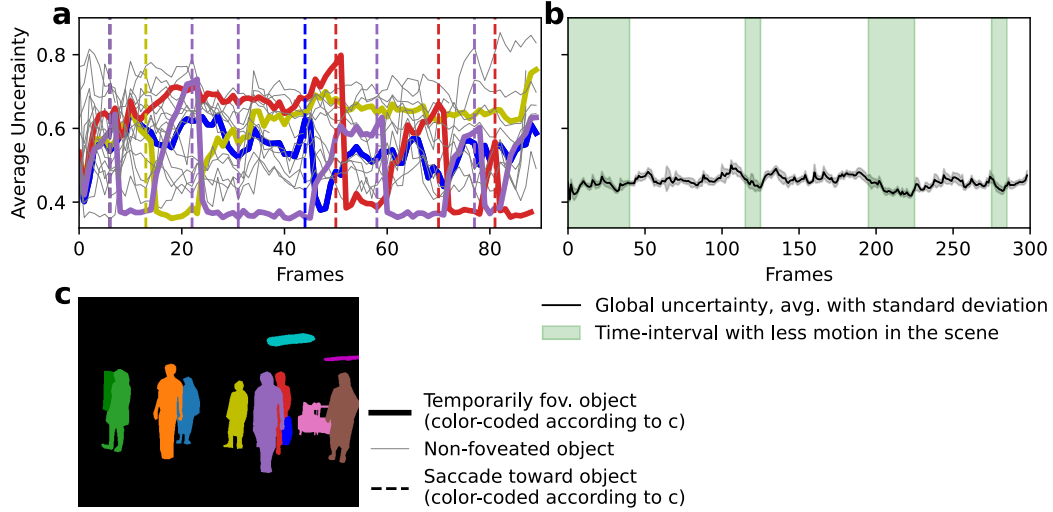 a
b
Average Uncertainty
0.8
0.6
0.4
0 20 40 60 80
Frames
0 50 100 150 200 250 300
Frames
c
Global uncertainty, avg. with standard deviation
Time-interval with less motion in the scene
Temporarily fov. object
(color-coded according to c)
Non-foveated object
Saccade toward object
(color-coded according to c)